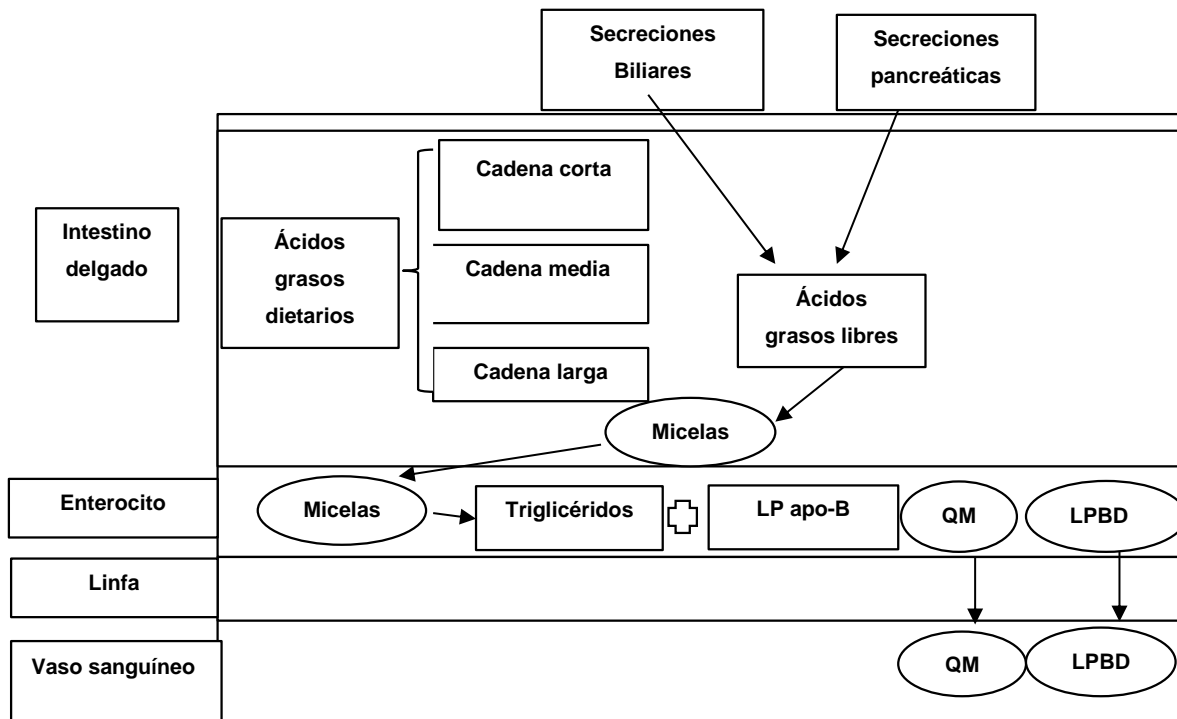 Secreciones
Biliares
Secreciones
pancreáticas
Cadena corta
Intestino
delgado
Ácidos
grasos
dietarios
Cadena media
Ácidos
grasos libres
Cadena larga
Micelas
Enterocito
Micelas
Triglicéridos
LP apo-B
QM
LPBD
Linfa
Vaso sanguíneo
QM
LPBD